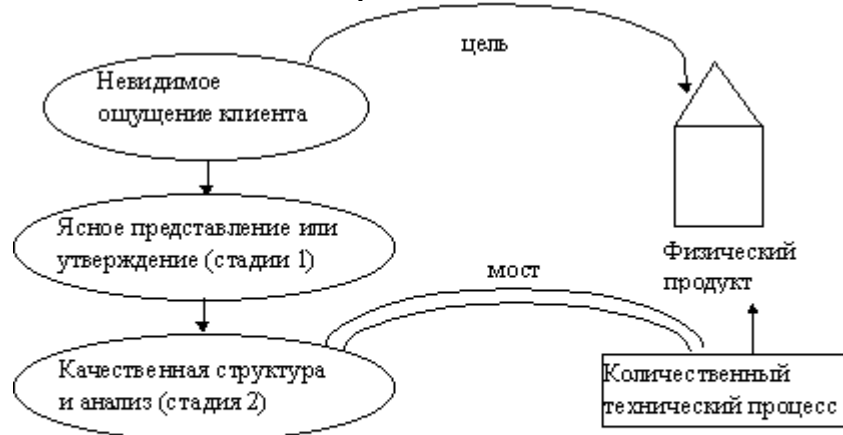 цель
Невидимое
ощущение клиента
Ясное представление или
утверждение (стадии 1)
Физический
продукт
мост
Качественная структура
и анализ (стадия 2)
Количественный
технический процесс